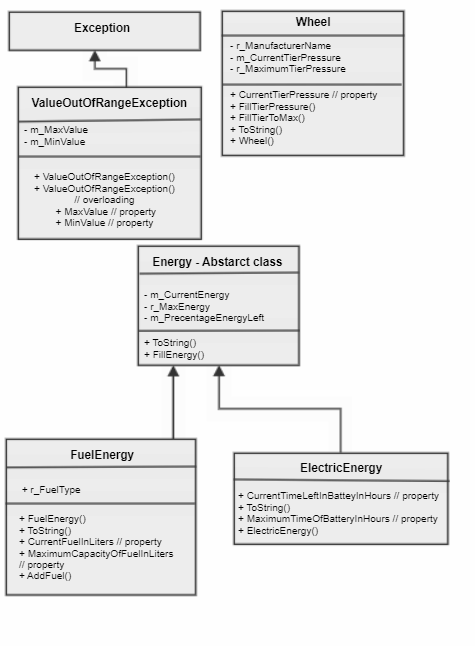 Exception
Wheel
- r_ManufacturerName
- m_CurrentTierPressure
- r_MaximumTierPressure
+ CurrentTierPressure // property
+ FillTierPressure()
+ FillTierToMax()
+ ToString()
+ Wheel()
ValueOutOfRangeException
- m_MaxValue
- m_MinValue
+ ValueOutOfRangeException()
+ ValueOutOfRangeException()
// overloading
+ MaxValue // property
+ MinValue // property
Energy - Abstarct class
- m_CurrentEnergy
- r_MaxEnergy
- m_PrecentageEnergyLeft
+ ToString()
+ FillEnergy()
FuelEnergy
+ r_FuelType
+ FuelEnergy()
+ ToString()
+ CurrentFuelInLiters // property
+ MaximumCapacityOfFuelInLiters
// property
+ AddFuel()
ElectricEnergy
+ CurrentTimeLeftInBatteyInHours // property
+ ToString()
+ MaximumTimeOfBatteryInHours // property
+ ElectricEnergy()